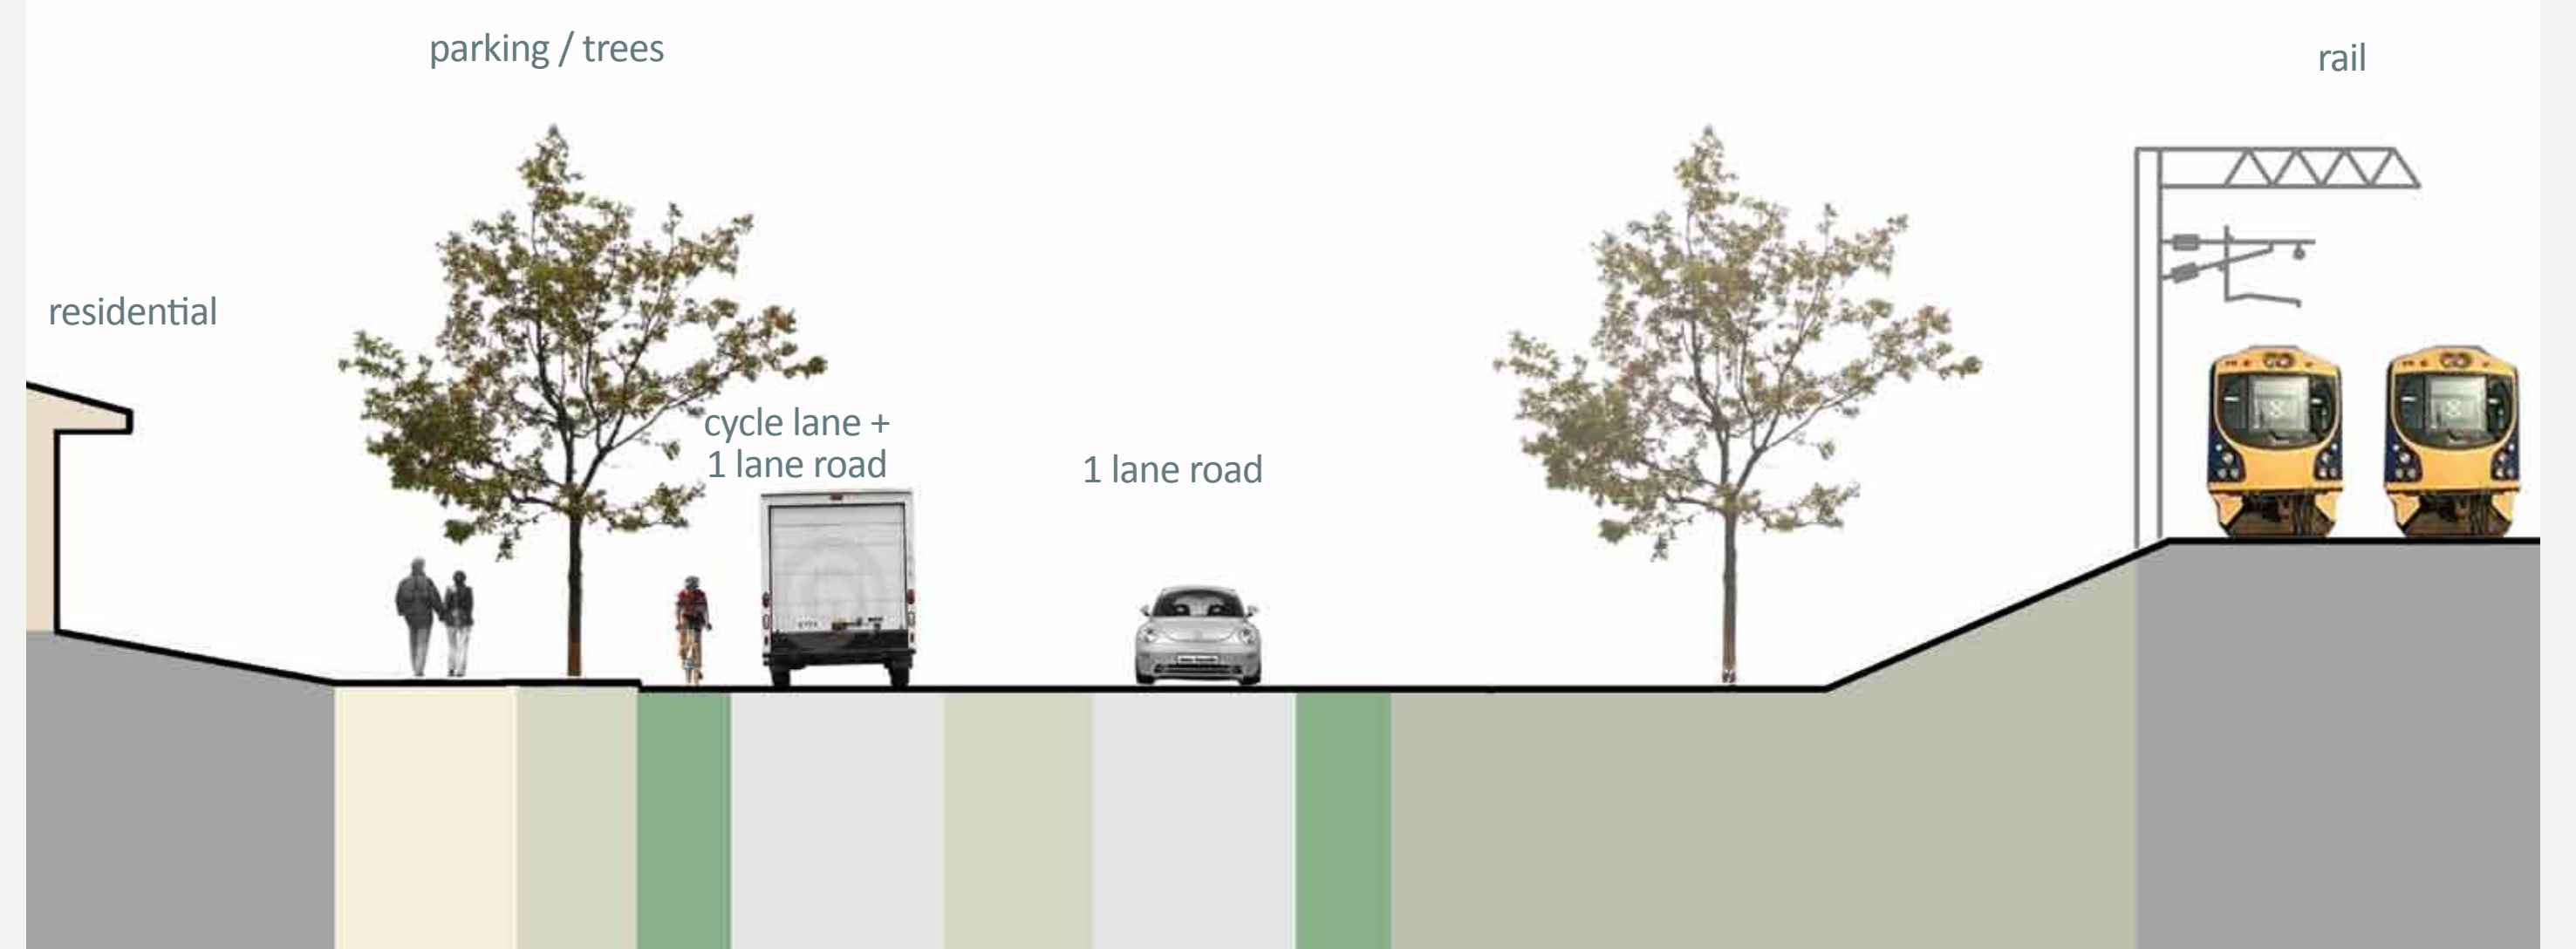 parking / trees
rail
residential
cycle lane +
1 lane road
1 lane road